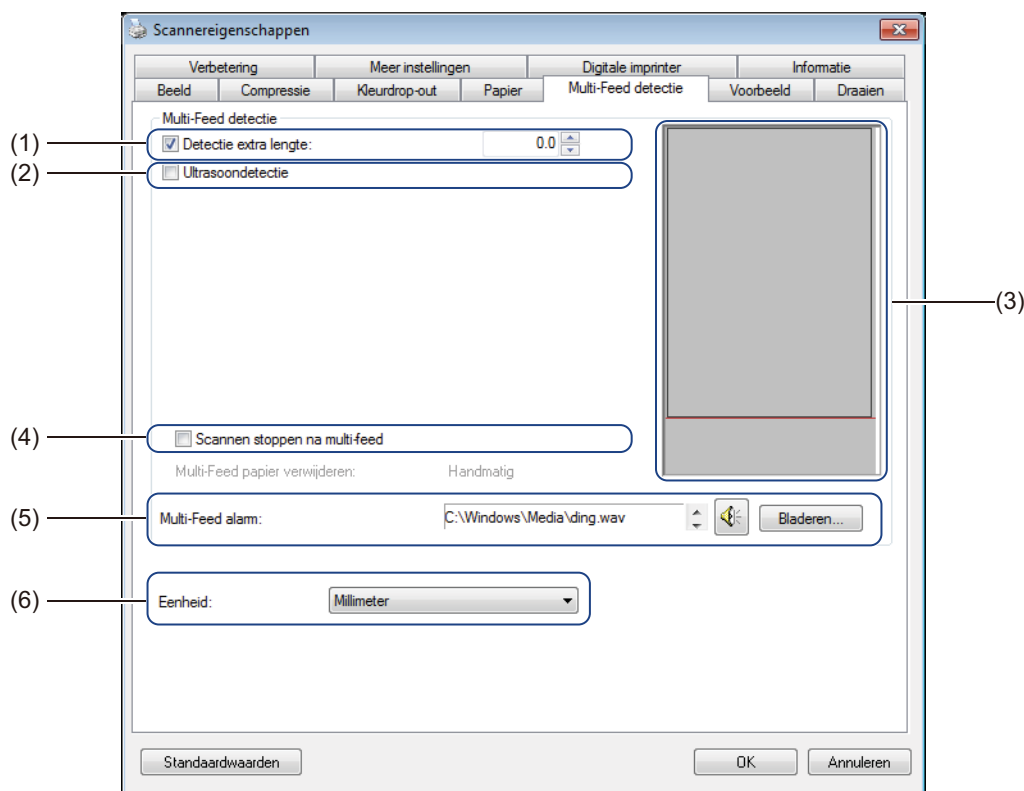 Scannereigenschappen
Verbetering Meer instellingen Digitale imprinter Informatie
Beeld Compressie Kleurdrop-out Papier Multi-Feed detectie Voorbeeld Draaien
Multi-Feed detectie
(1) Detectie extra lengte: 0.0
(2) Ultrasoondetectie
(3)
(4) Scannen stoppen na multi-feed
Multi-Feed papier verwijderen: Handmatig
(5) Multi-Feed alarm: C:\Windows\Media\ding.wav Bladeren...
(6) Eenheid: Millimeter
Standaardwaarden OK Annuleren